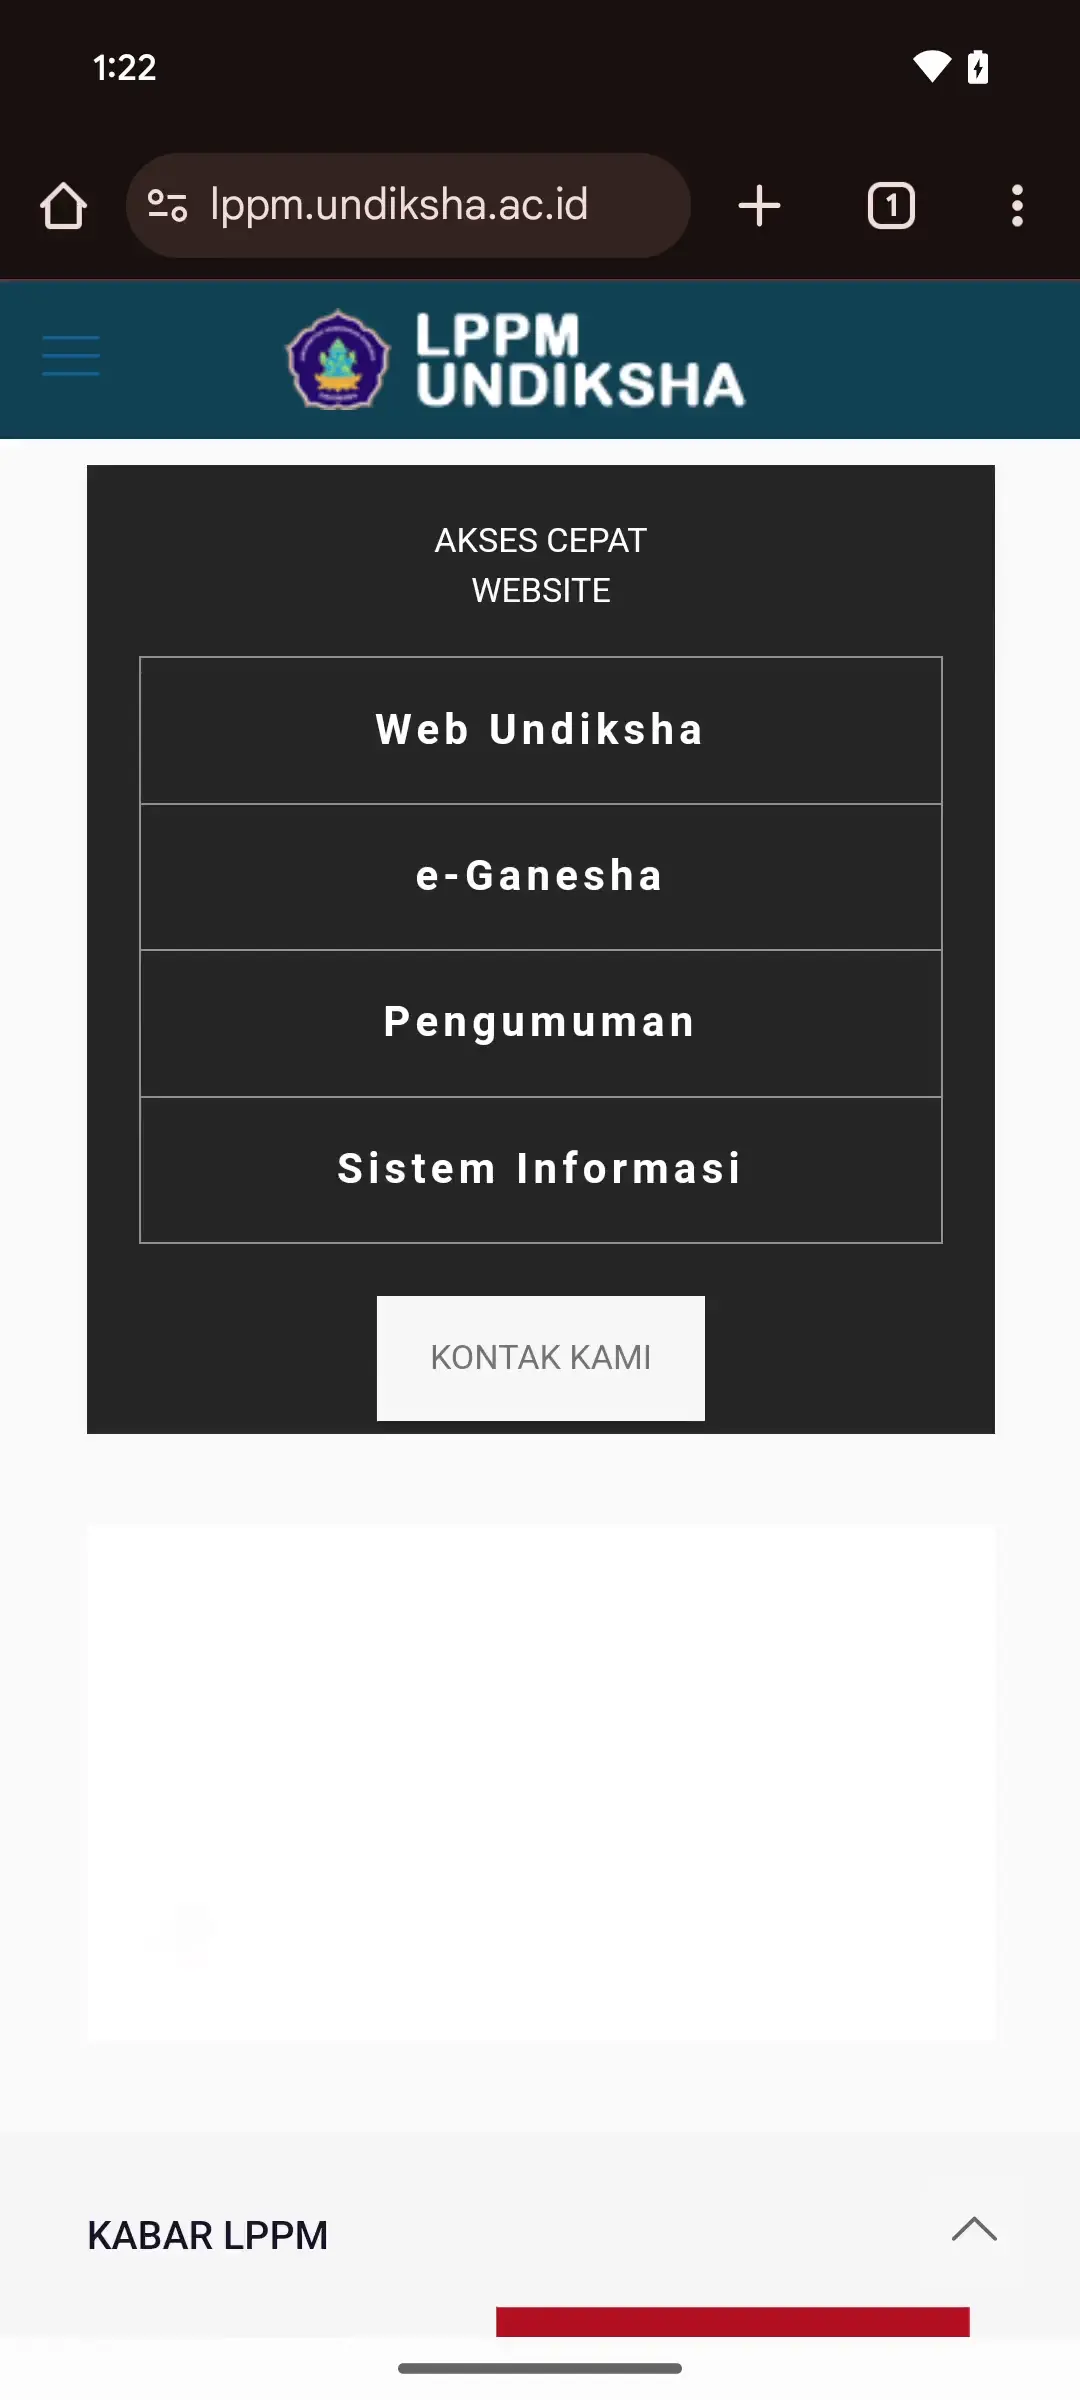 1:22
lppm.undiksha.ac.id
1
LPPM
UNDIKSHA
AKSES CEPAT
WEBSITE
Web Undiksha
e-Ganesha
Pengumuman
Sistem Informasi
KONTAK KAMI
KABAR LPPM